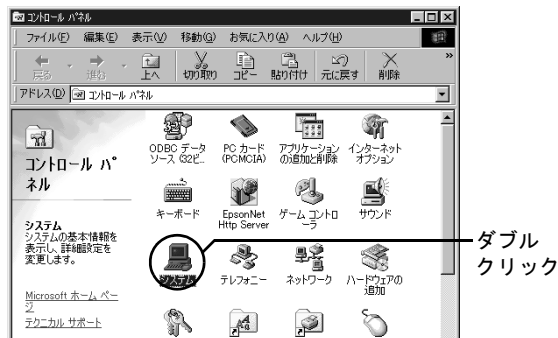 コントロール パネル
ファイル(F) 編集(E) 表示(V) 移動(G) お気に入り(A) ヘルプ(H)
戻る 進む 上へ 切り取り コピー 貼り付け 元に戻す 削除 »
アドレス(D) コントロール パネル
コントロール パ
ネル
システム
システムの基本情報を
表示し、詳細設定を
変更します。
Microsoft ホーム ペー
ジ
テクニカル サポート
ODBC データ
ソース (32ビ...
PC カード
(PCMCIA)
アプリケーション
の追加と削除
インターネット
オプション
キーボード
EpsonNet
Http Server
ゲーム コントロ
ーラ
サウンド
システム
テレフォニー
ネットワーク
ハードウェアの
追加
ダブル
クリック